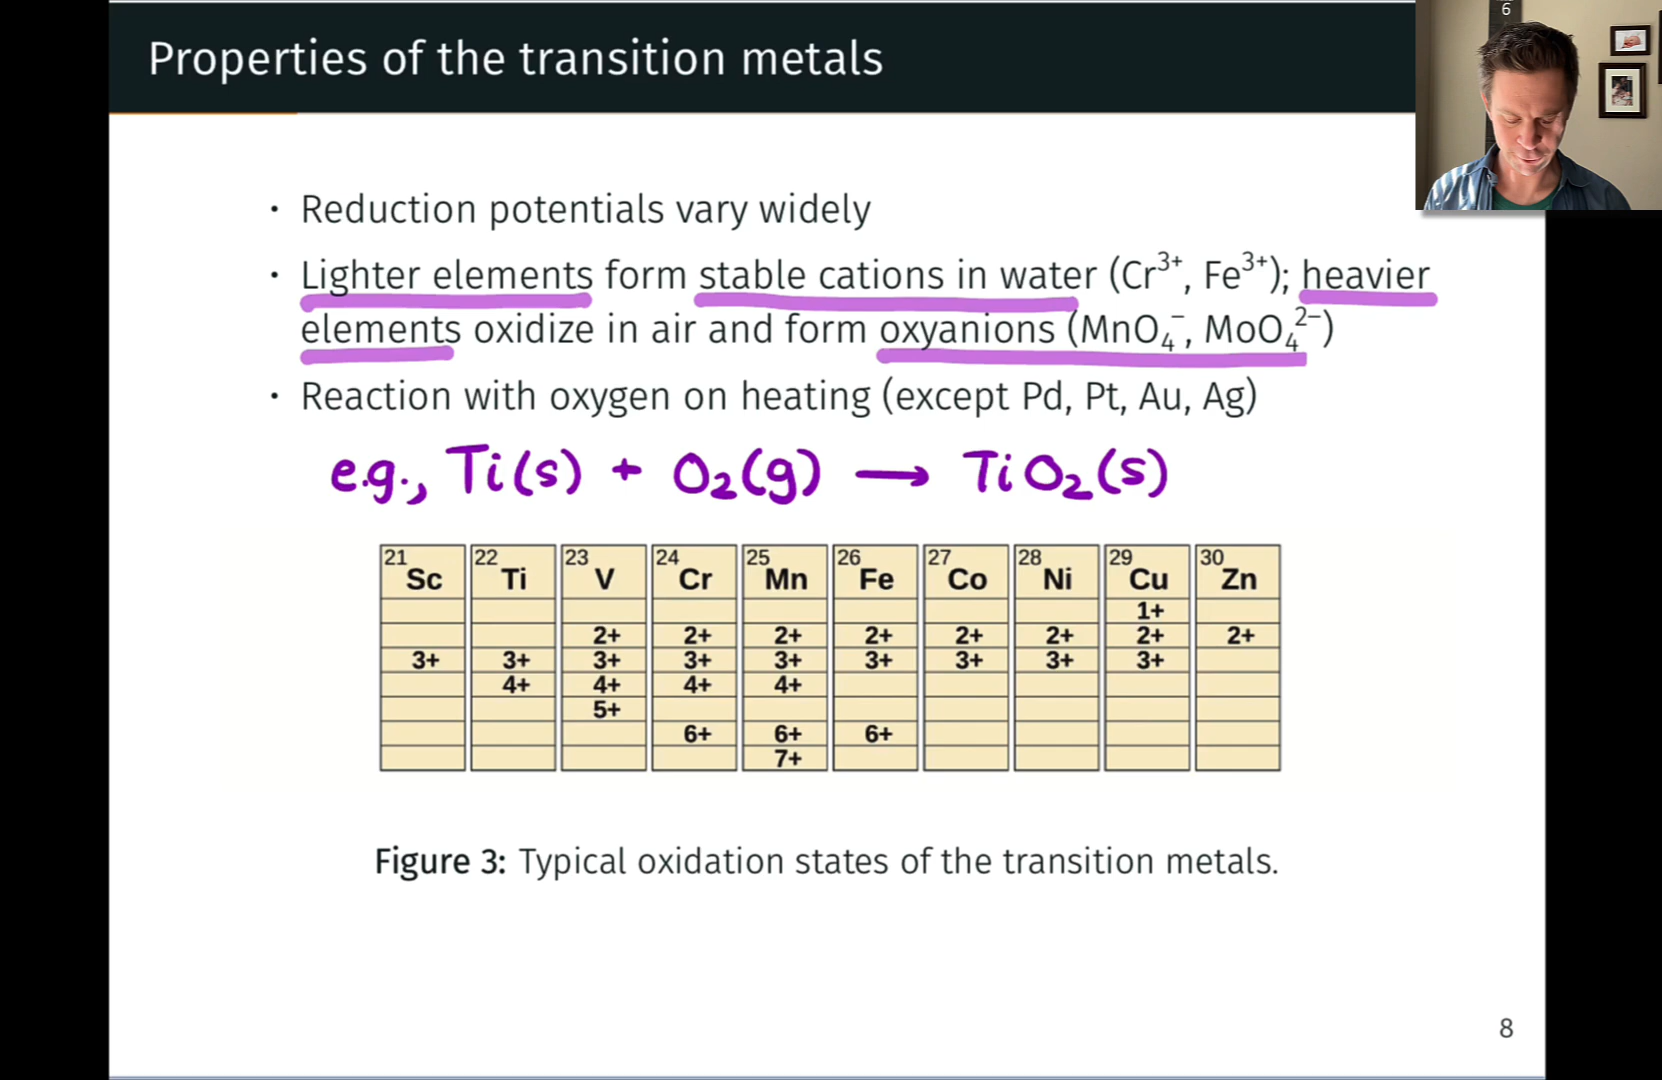 6
Properties of the transition metals
· Reduction potentials vary widely
· Lighter elements form stable cations in water (Cr³⁺, Fe³⁺); heavier
elements oxidize in air and form oxyanions (MnO₄⁻, MoO₄²⁻)
· Reaction with oxygen on heating (except Pd, Pt, Au, Ag)
e.g., Ti(s) + O₂(g) → TiO₂(s)
21 22 23 24 25 26 27 28 29 30
Sc Ti V Cr Mn Fe Co Ni Cu Zn
1+
2+ 2+ 2+ 2+ 2+ 2+ 2+ 2+
3+ 3+ 3+ 3+ 3+ 3+ 3+ 3+ 3+
4+ 4+ 4+ 4+
5+
6+ 6+ 6+
7+
Figure 3: Typical oxidation states of the transition metals.
8